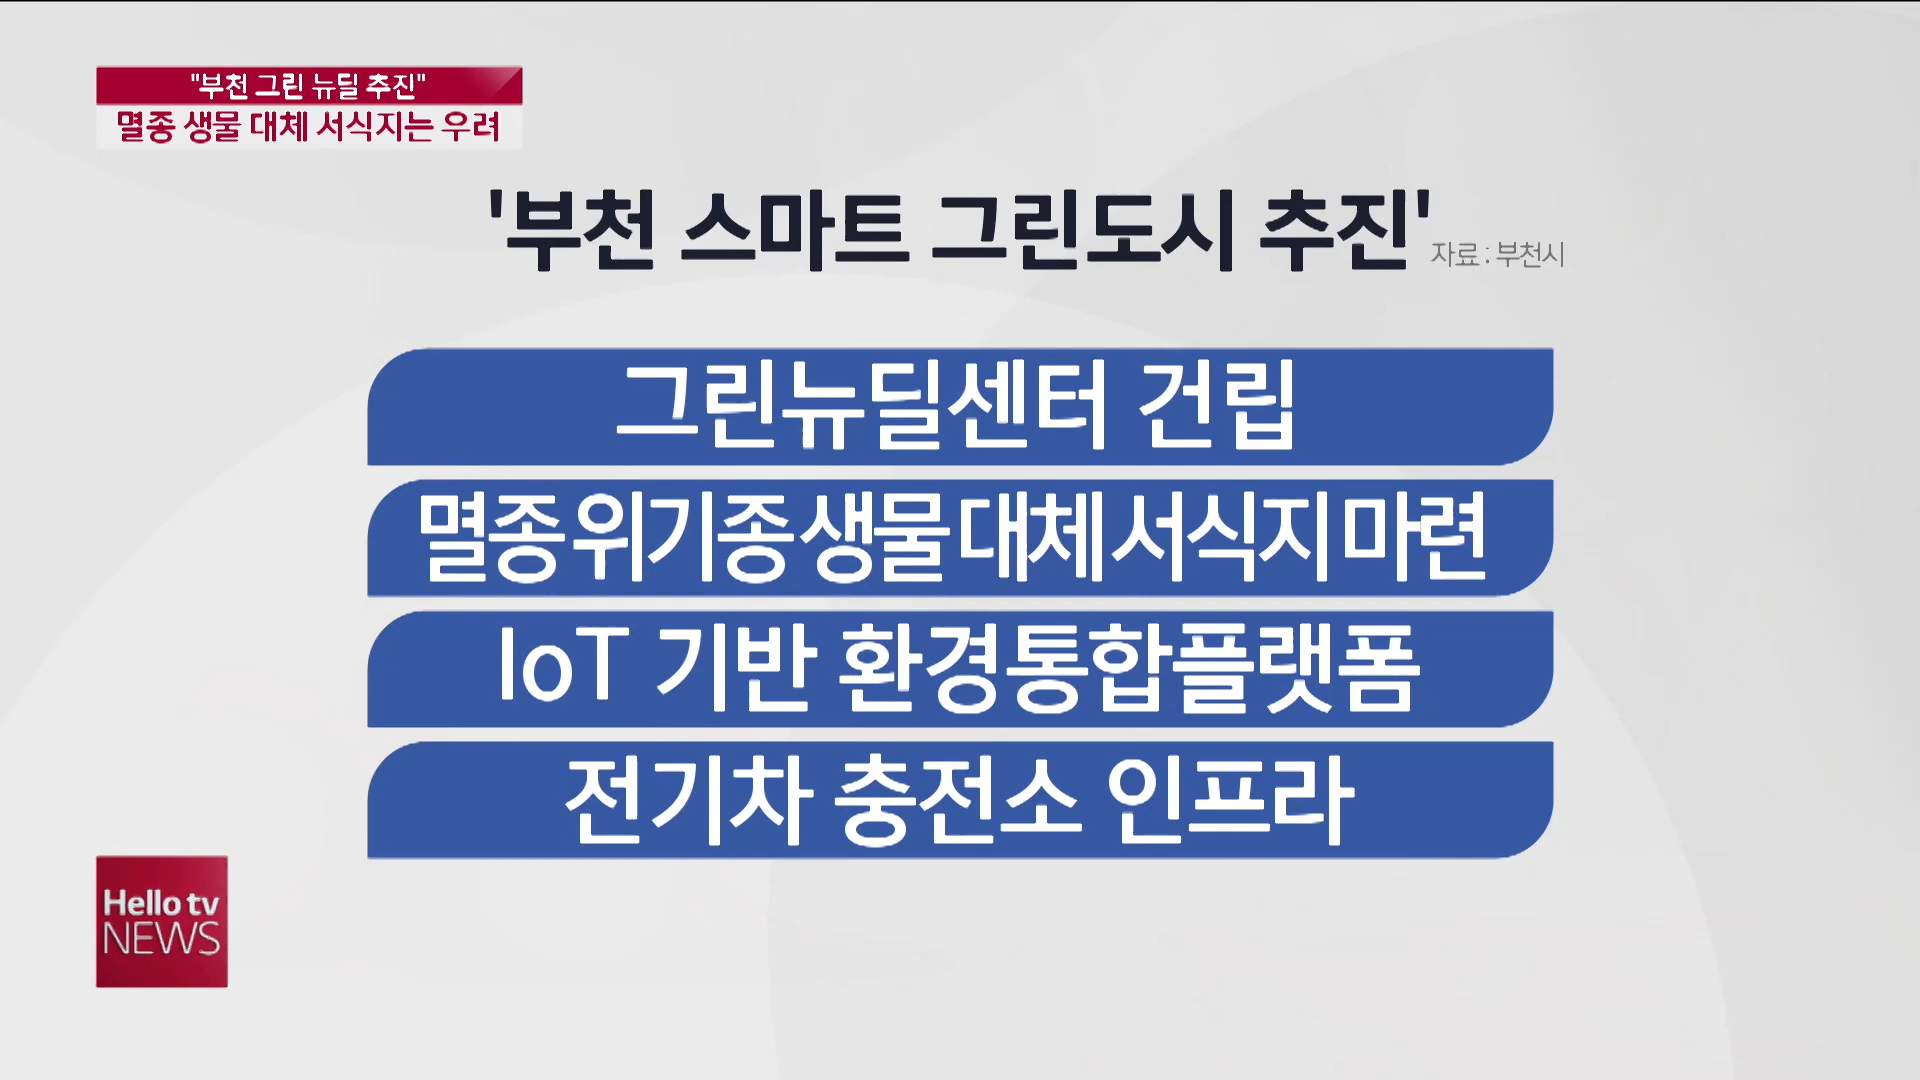 "부천 그린 뉴딜 추진"
멸종 생물 대체 서식지는 우려
'부천 스마트 그린도시 추진'
자료 : 부천시
그린뉴딜센터 건립
멸종 위기종 생물 대체 서식지 마련
IoT 기반 환경통합플랫폼
전기차 충전소 인프라
Hello tv
NEWS